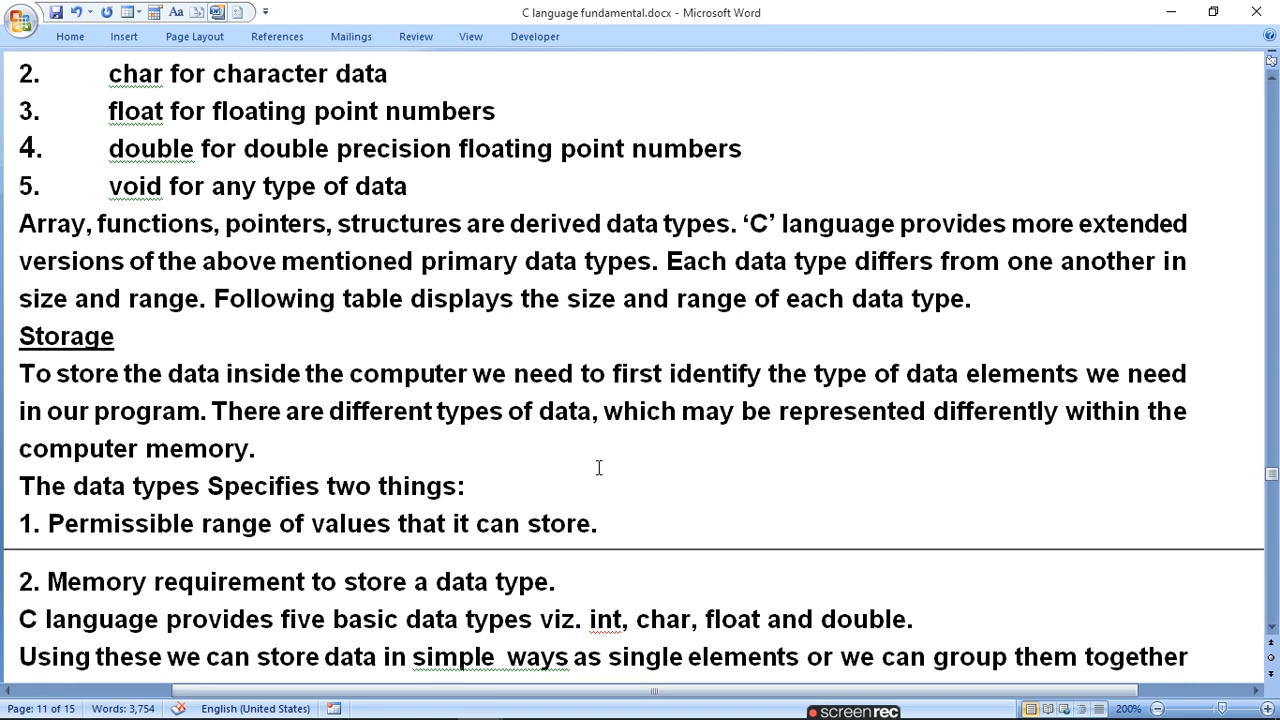 C language fundamental.docx - Microsoft Word
Home Insert Page Layout References Mailings Review View Developer
2. char for character data
3. float for floating point numbers
4. double for double precision floating point numbers
5. void for any type of data
Array, functions, pointers, structures are derived data types. ‘C’ language provides more extended
versions of the above mentioned primary data types. Each data type differs from one another in
size and range. Following table displays the size and range of each data type.
Storage
To store the data inside the computer we need to first identify the type of data elements we need
in our program. There are different types of data, which may be represented differently within the
computer memory.
The data types Specifies two things:
1. Permissible range of values that it can store.
2. Memory requirement to store a data type.
C language provides five basic data types viz. int, char, float and double.
Using these we can store data in simple ways as single elements or we can group them together
Page: 11 of 15 Words: 3,754 English (United States) 200%
screenrec